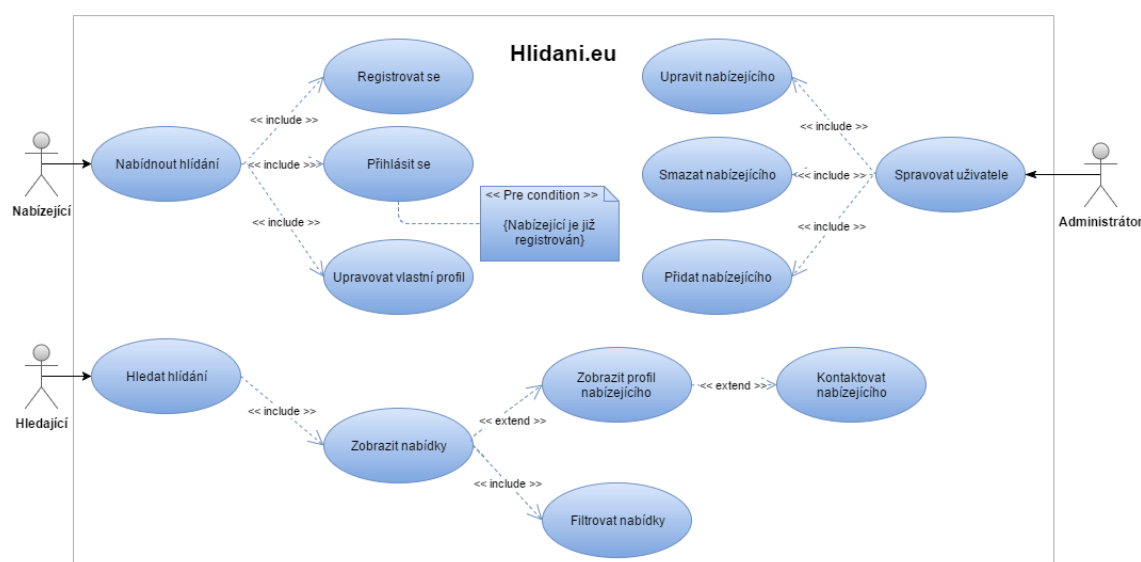 Hlidani.eu
Registrovat se
Upravit nabízejícího
<< include >>
<< include >>
Nabídnout hlídání
<< include >>
Přihlásit se
Smazat nabízejícího
<< include >>
Spravovat uživatele
<< Pre condition >>
{Nabízející je již
registrován}
Nabízející
Administrátor
<< include >>
<< include >>
Upravovat vlastní profil
Přidat nabízejícího
Hledat hlídání
Zobrazit profil
nabízejícího
<< extend >>
Kontaktovat
nabízejícího
Hledající
<< include >>
<< extend >>
Zobrazit nabídky
<< include >>
Filtrovat nabídky